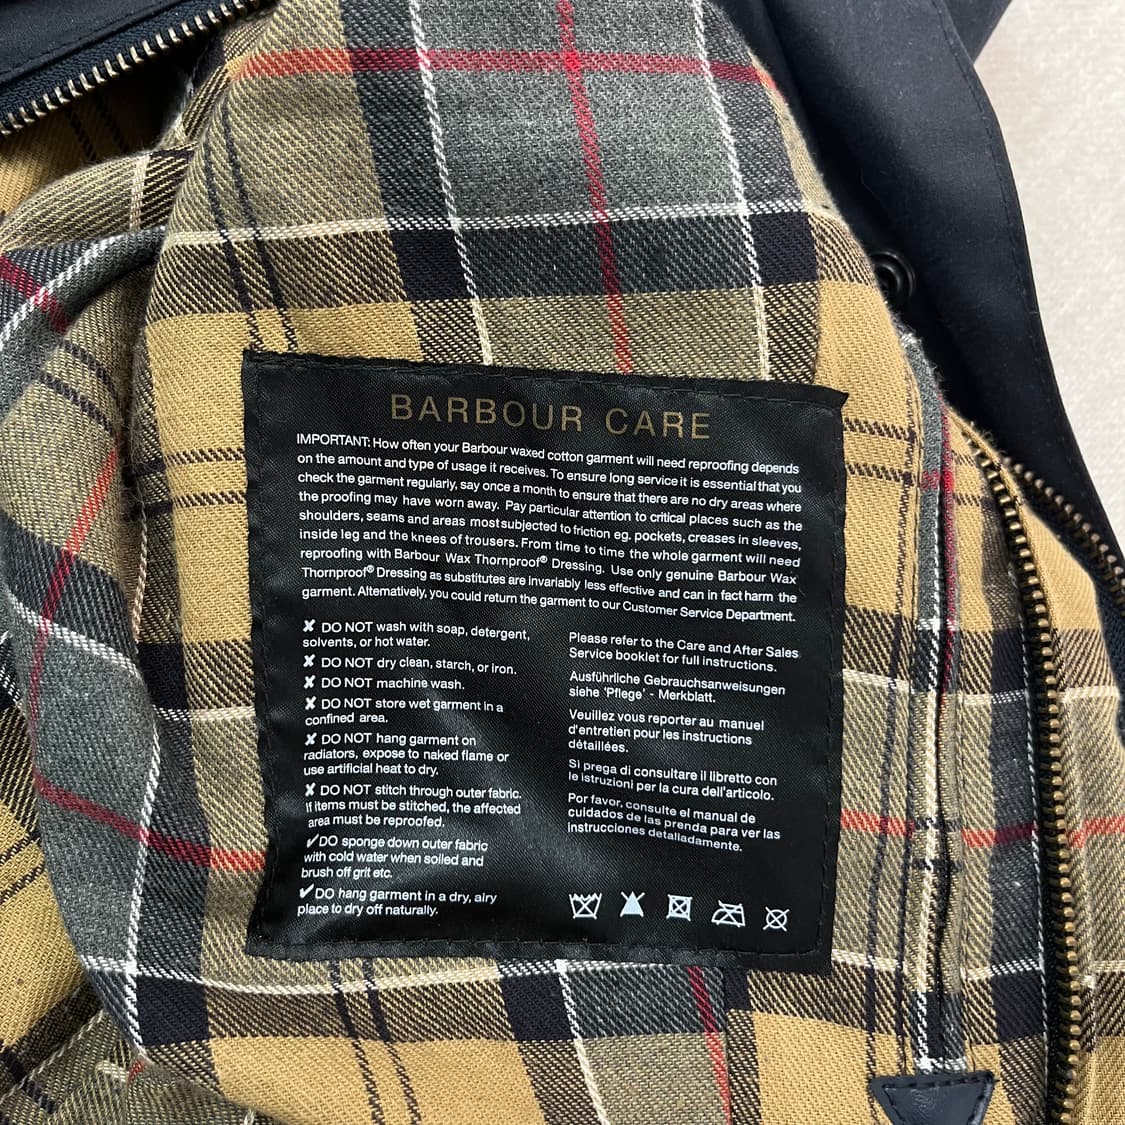 BARBOUR CARE
IMPORTANT: How often your Barbour waxed cotton garment will need reproofing depends
on the amount and type of usage it receives. To ensure long service it is essential that you
check the garment regularly, say once a month to ensure that there are no dry areas where
the proofing may have worn away. Pay particular attention to critical places such as the
shoulders, seams and areas most subjected to friction eg. pockets, creases in sleeves,
inside leg and the knees of trousers. From time to time the whole garment will need
reproofing with Barbour Wax Thornproof® Dressing. Use only genuine Barbour Wax
Thornproof® Dressing as substitutes are invariably less effective and can in fact harm the
garment. Alternatively, you could return the garment to our Customer Service Department.
✘ DO NOT wash with soap, detergent,
solvents, or hot water.
✘ DO NOT dry clean, starch, or iron.
✘ DO NOT machine wash.
✘ DO NOT store wet garment in a
confined area.
✘ DO NOT hang garment on
radiators, expose to naked flame or
use artificial heat to dry.
✘ DO NOT stitch through outer fabric.
If items must be stitched, the affected
area must be reproofed.
✔DO sponge down outer fabric
with cold water when soiled and
brush off grit etc.
✔DO hang garment in a dry, airy
place to dry off naturally.
Please refer to the Care and After Sales
Service booklet for full instructions.
Ausführliche Gebrauchsanweisungen
siehe 'Pflege' - Merkblatt.
Veuillez vous reporter au manuel
d'entretien pour les instructions
détaillées.
Si prega di consultare il libretto con
le istruzioni per la cura dell'articolo.
Por favor, consulte el manual de
cuidados de las prenda para ver las
instrucciones detalladamente.